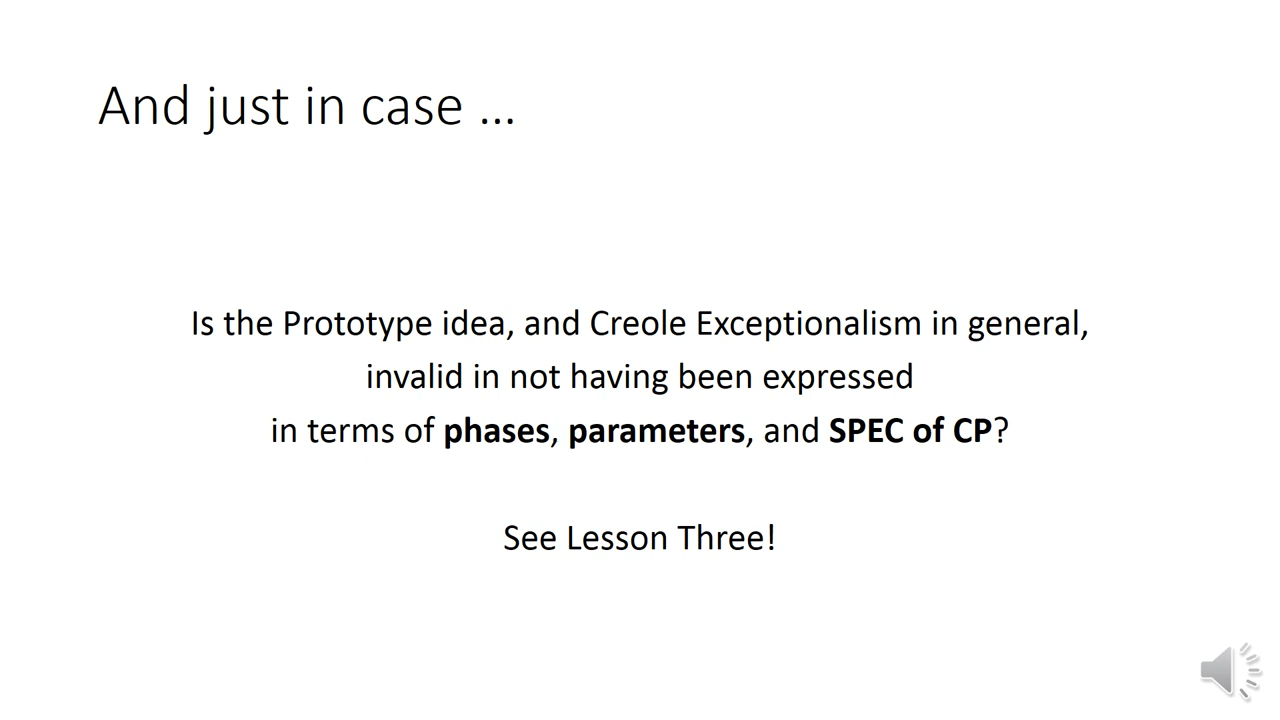 And just in case …
Is the Prototype idea, and Creole Exceptionalism in general,
invalid in not having been expressed
in terms of phases, parameters, and SPEC of CP?
See Lesson Three!